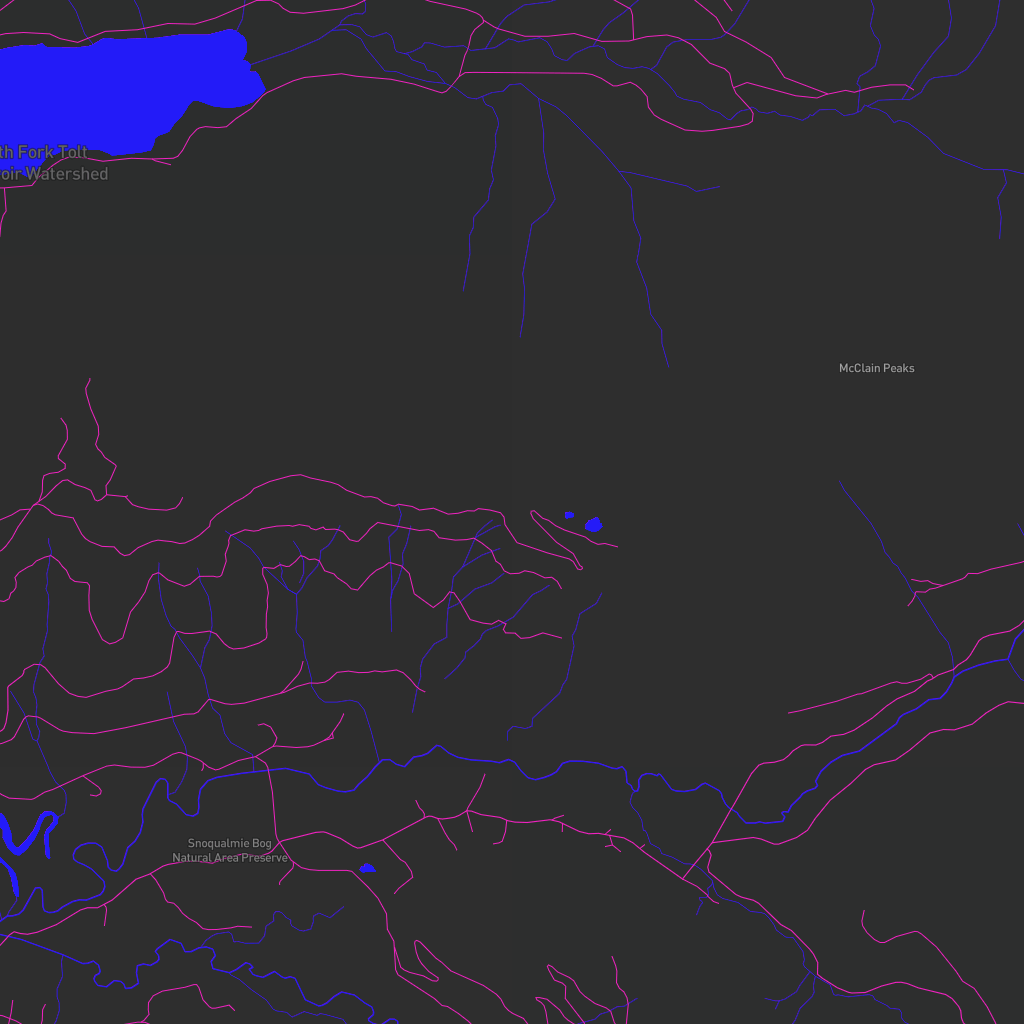 th Fork Tolt
oir Watershed
McClain Peaks
Snoqualmie Bog
Natural Area Preserve